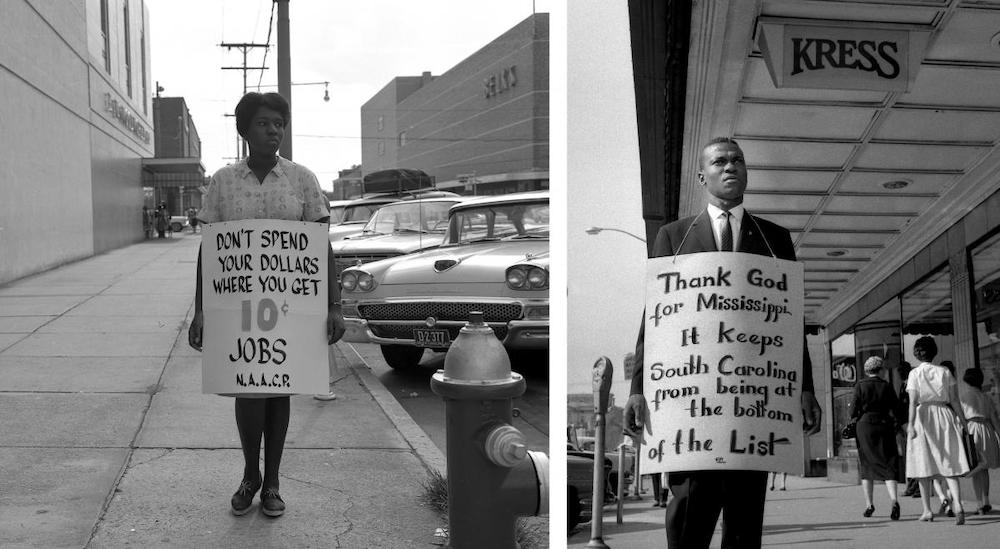 BELK'S
DON'T SPEND
YOUR DOLLARS
WHERE YOU GET
10¢
JOBS
N.A.A.C.P.
KRESS
Thank God
for Mississippi.
It Keeps
South Carolina
from being at
the bottom
of the List